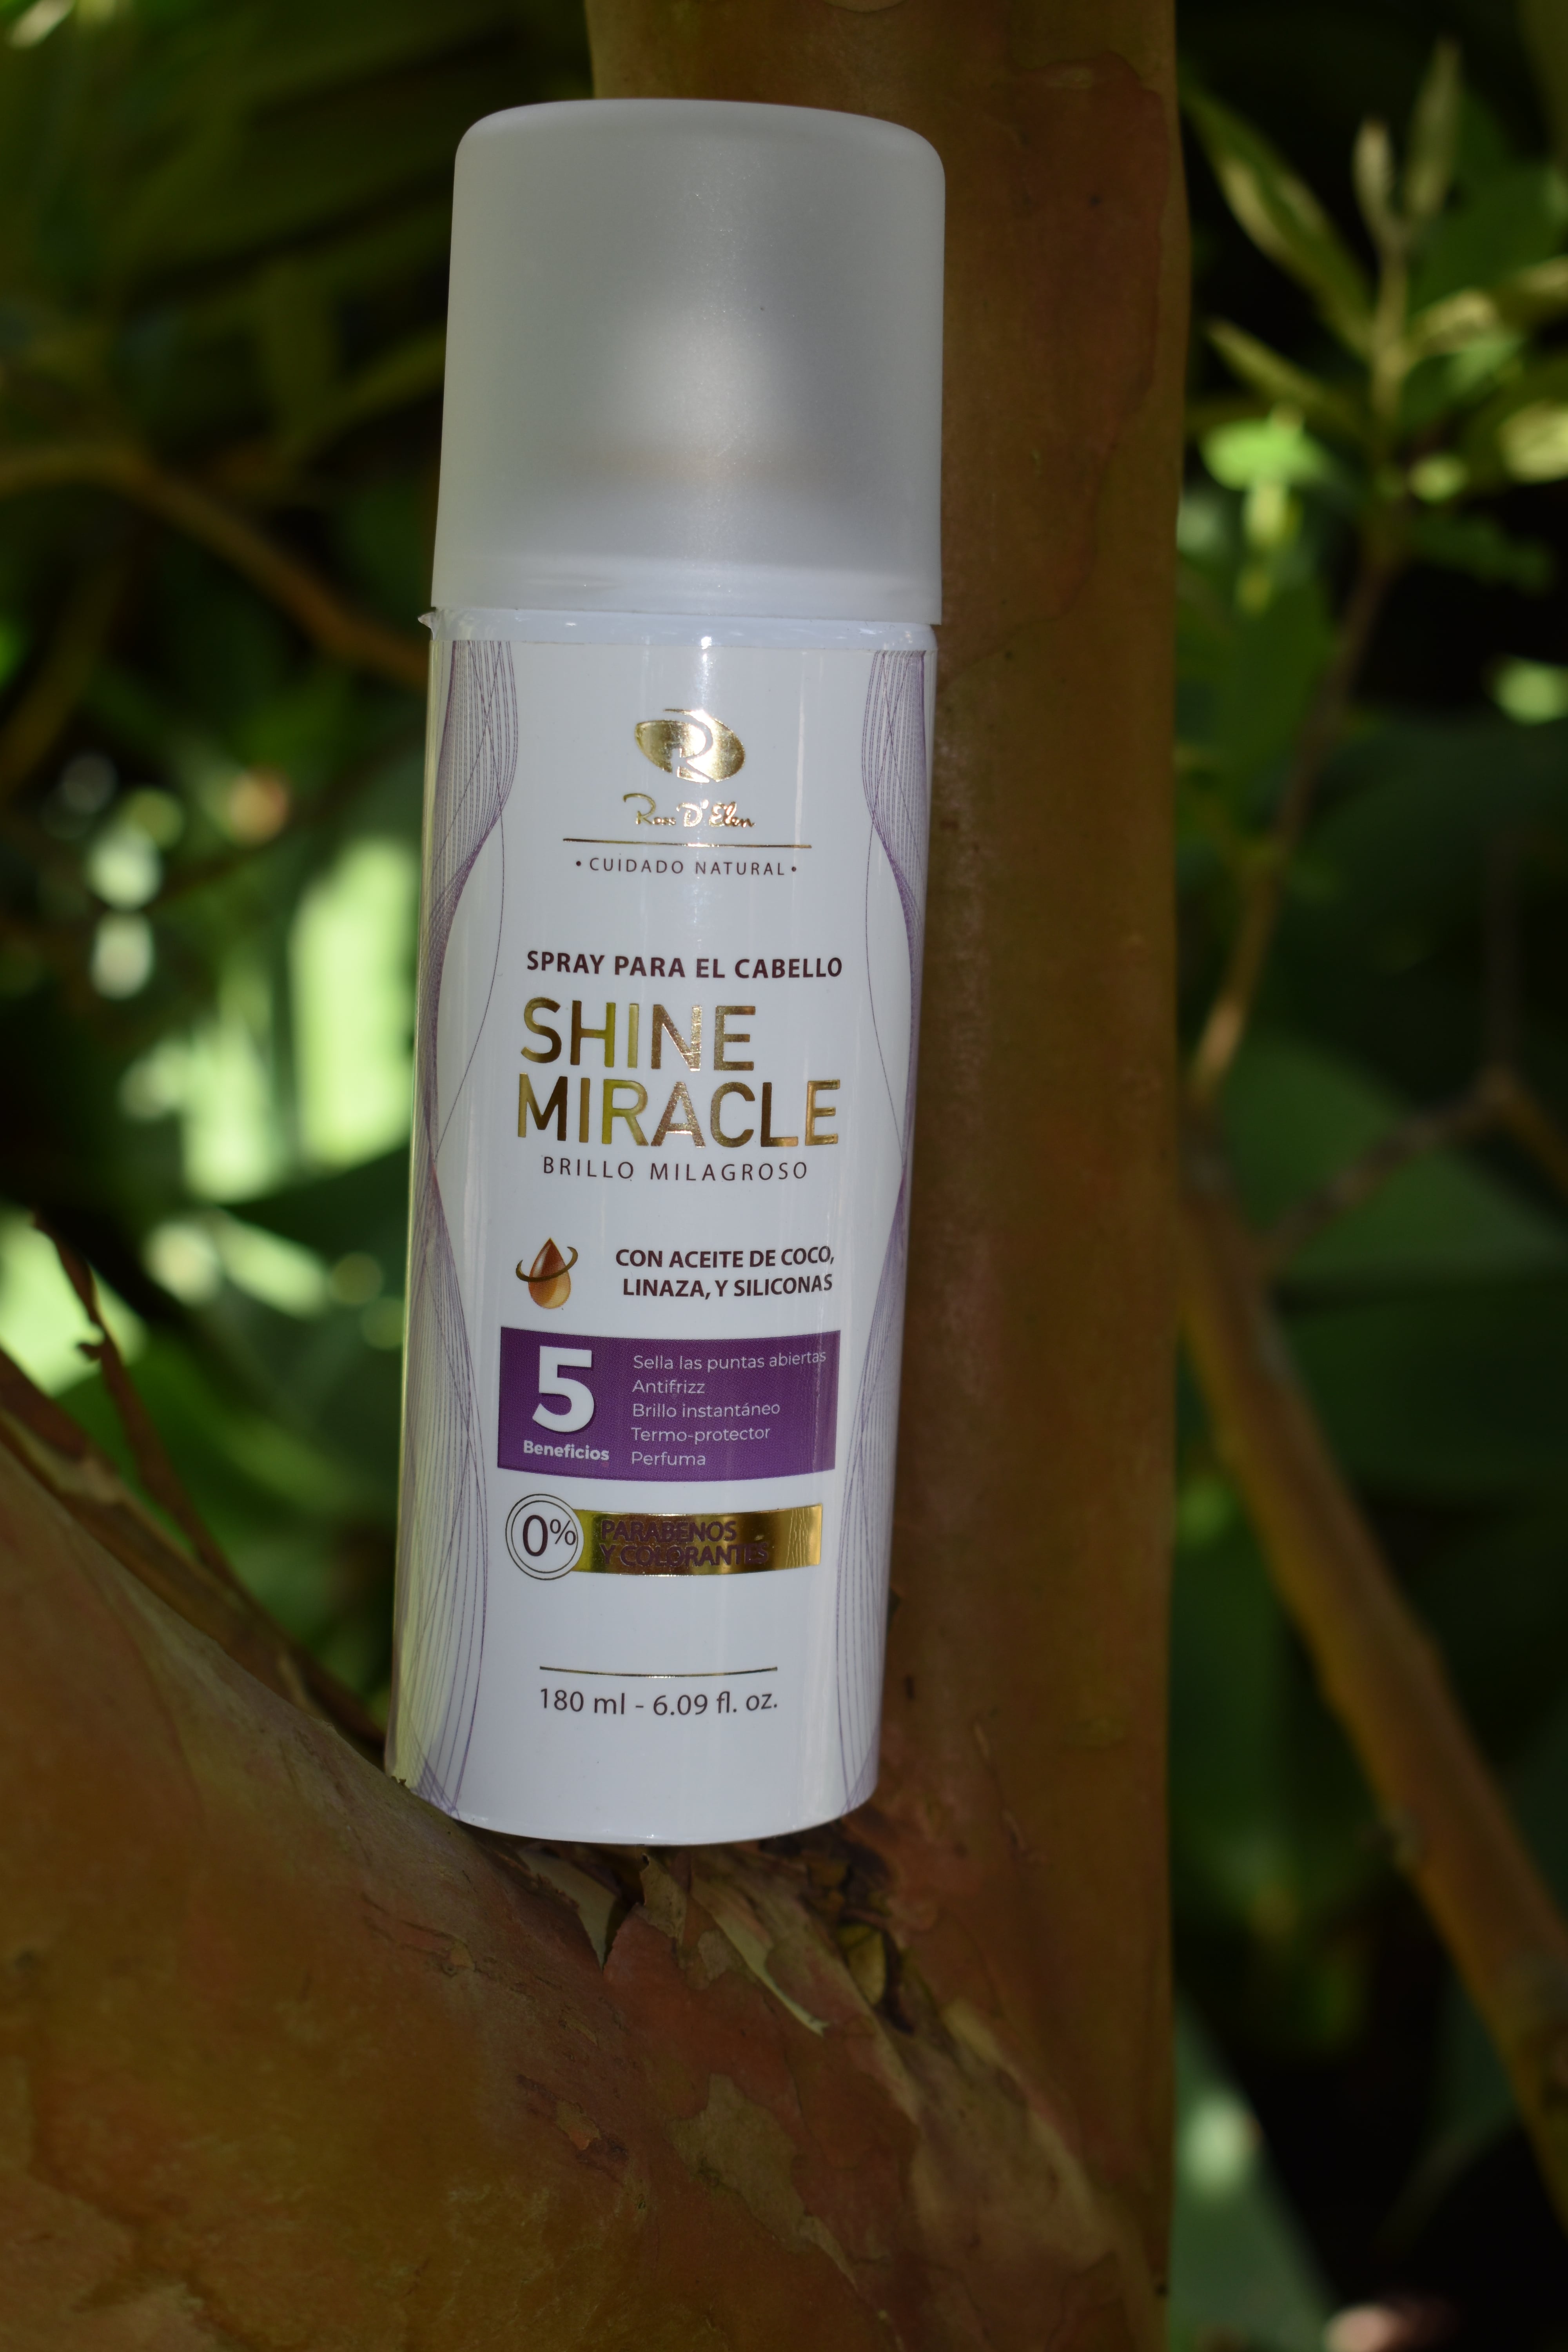 R
Ross D'Elen
• CUIDADO NATURAL •
SPRAY PARA EL CABELLO
SHINE
MIRACLE
BRILLO MILAGROSO
CON ACEITE DE COCO,
LINAZA, Y SILICONAS
5
Beneficios
Sella las puntas abiertas
Antifrizz
Brillo instantáneo
Termo-protector
Perfuma
0%
PARABENOS
Y COLORANTES
180 ml - 6.09 fl. oz.